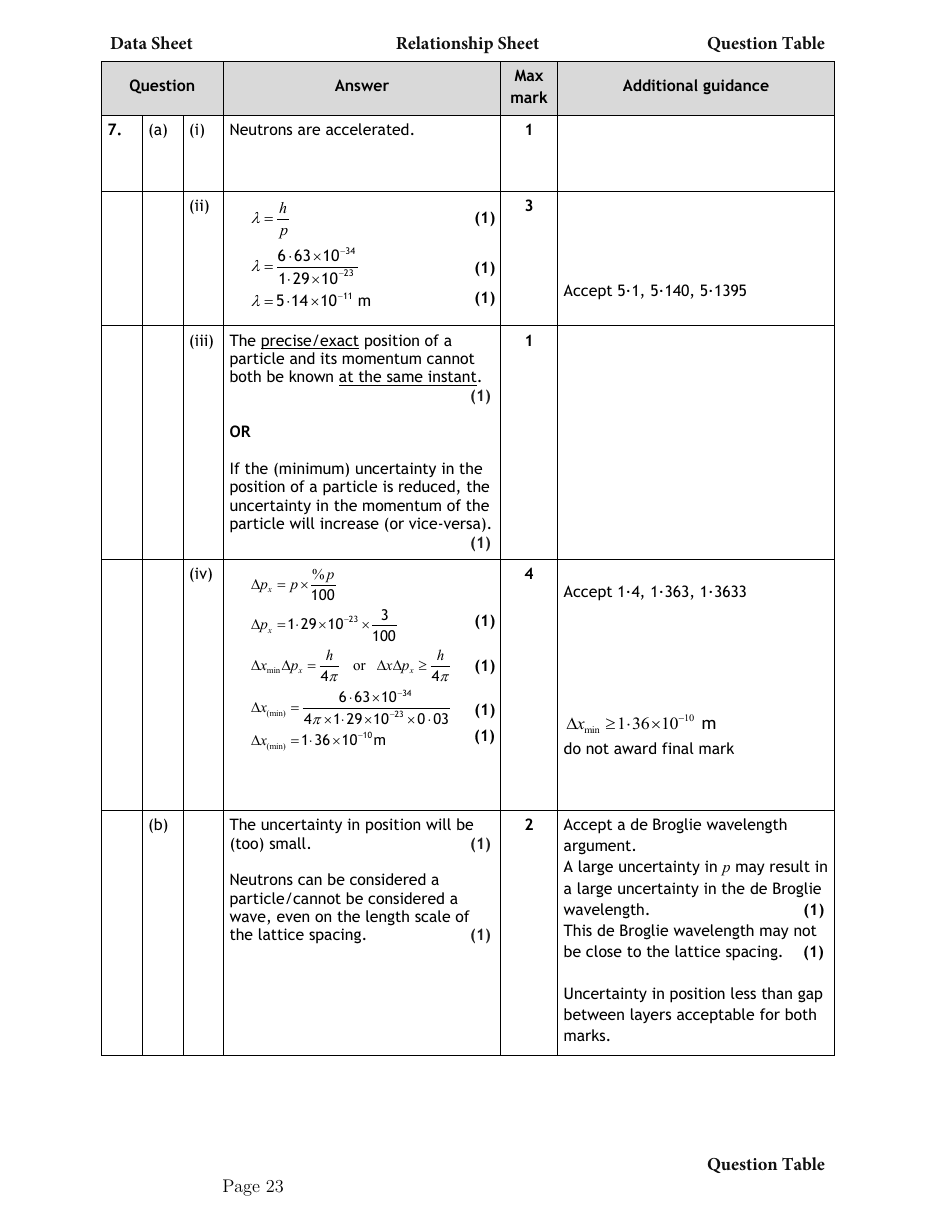 Data Sheet Relationship Sheet Question Table
Question Answer Max mark Additional guidance
7. (a) (i) Neutrons are accelerated. 1
(ii) λ = h/p (1) 3
λ = 6·63×10⁻³⁴ / 1·29×10⁻²³ (1)
λ = 5·14×10⁻¹¹ m (1)
Accept 5·1, 5·140, 5·1395
(iii) The precise/exact position of a 1
particle and its momentum cannot
both be known at the same instant.
(1)
OR
If the (minimum) uncertainty in the
position of a particle is reduced, the
uncertainty in the momentum of the
particle will increase (or vice-versa).
(1)
(iv) Δpₓ = p × %p/100 4
Accept 1·4, 1·363, 1·3633
Δpₓ = 1·29×10⁻²³ × 3/100 (1)
Δx_min Δpₓ = h/4π or ΔxΔpₓ ≥ h/4π (1)
Δx_(min) = 6·63×10⁻³⁴ / 4π×1·29×10⁻²³×0·03 (1)
Δx_(min) = 1·36×10⁻¹⁰ m (1)
Δx_min ≥ 1·36×10⁻¹⁰ m
do not award final mark
(b) The uncertainty in position will be 2
(too) small. (1)
Neutrons can be considered a
particle/cannot be considered a
wave, even on the length scale of
the lattice spacing. (1)
Accept a de Broglie wavelength
argument.
A large uncertainty in p may result in
a large uncertainty in the de Broglie
wavelength. (1)
This de Broglie wavelength may not
be close to the lattice spacing. (1)
Uncertainty in position less than gap
between layers acceptable for both
marks.
Question Table
Page 23